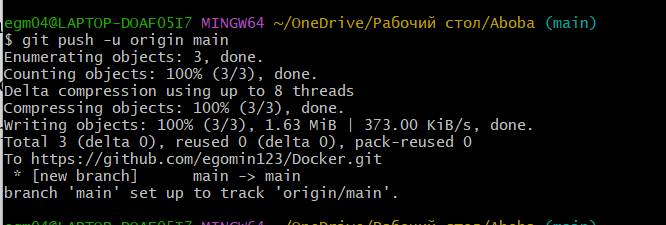 egm04@LAPTOP-DOAFO5I7 MINGW64 ~/OneDrive/Рабочий стол/Aboba (main)
$ git push -u origin main
Enumerating objects: 3, done.
Counting objects: 100% (3/3), done.
Delta compression using up to 8 threads
Compressing objects: 100% (3/3), done.
Writing objects: 100% (3/3), 1.63 MiB | 373.00 KiB/s, done.
Total 3 (delta 0), reused 0 (delta 0), pack-reused 0
To https://github.com/egomin123/Docker.git
 * [new branch]      main -> main
branch 'main' set up to track 'origin/main'.
egm04@LAPTOP-DOAFO5I7 MINGW64 ~/OneDrive/Рабочий стол/Aboba (main)